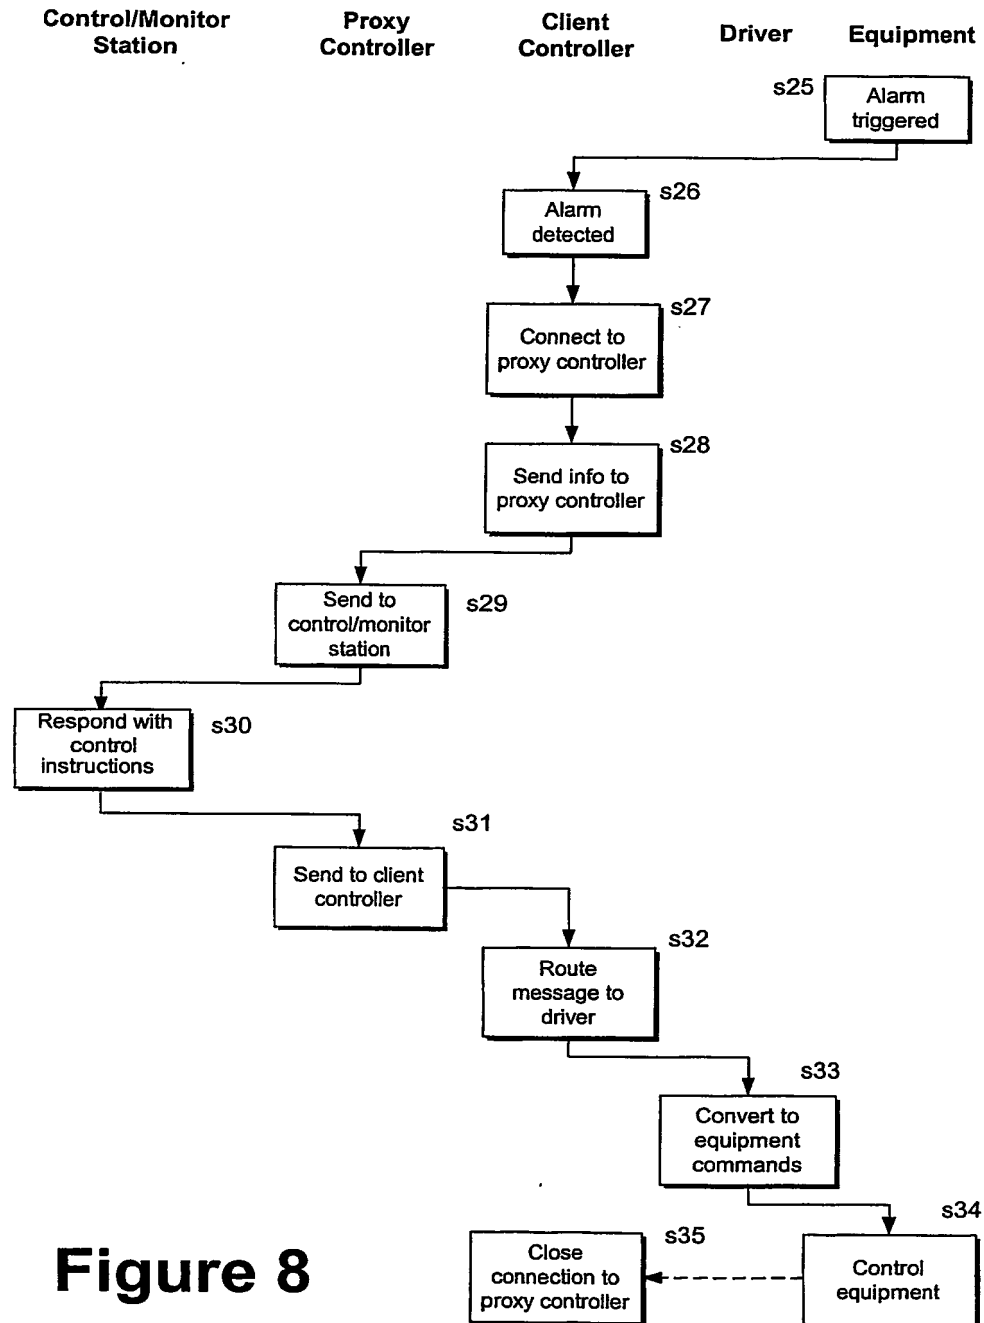 Control/Monitor
Station
Proxy
Controller
Client
Controller
Driver
Equipment
s25
Alarm
triggered
s26
Alarm
detected
s27
Connect to
proxy controller
s28
Send info to
proxy controller
s29
Send to
control/monitor
station
s30
Respond with
control
instructions
s31
Send to client
controller
s32
Route
message to
driver
s33
Convert to
equipment
commands
s34
Control
equipment
s35
Close
connection to
proxy controller
Figure 8